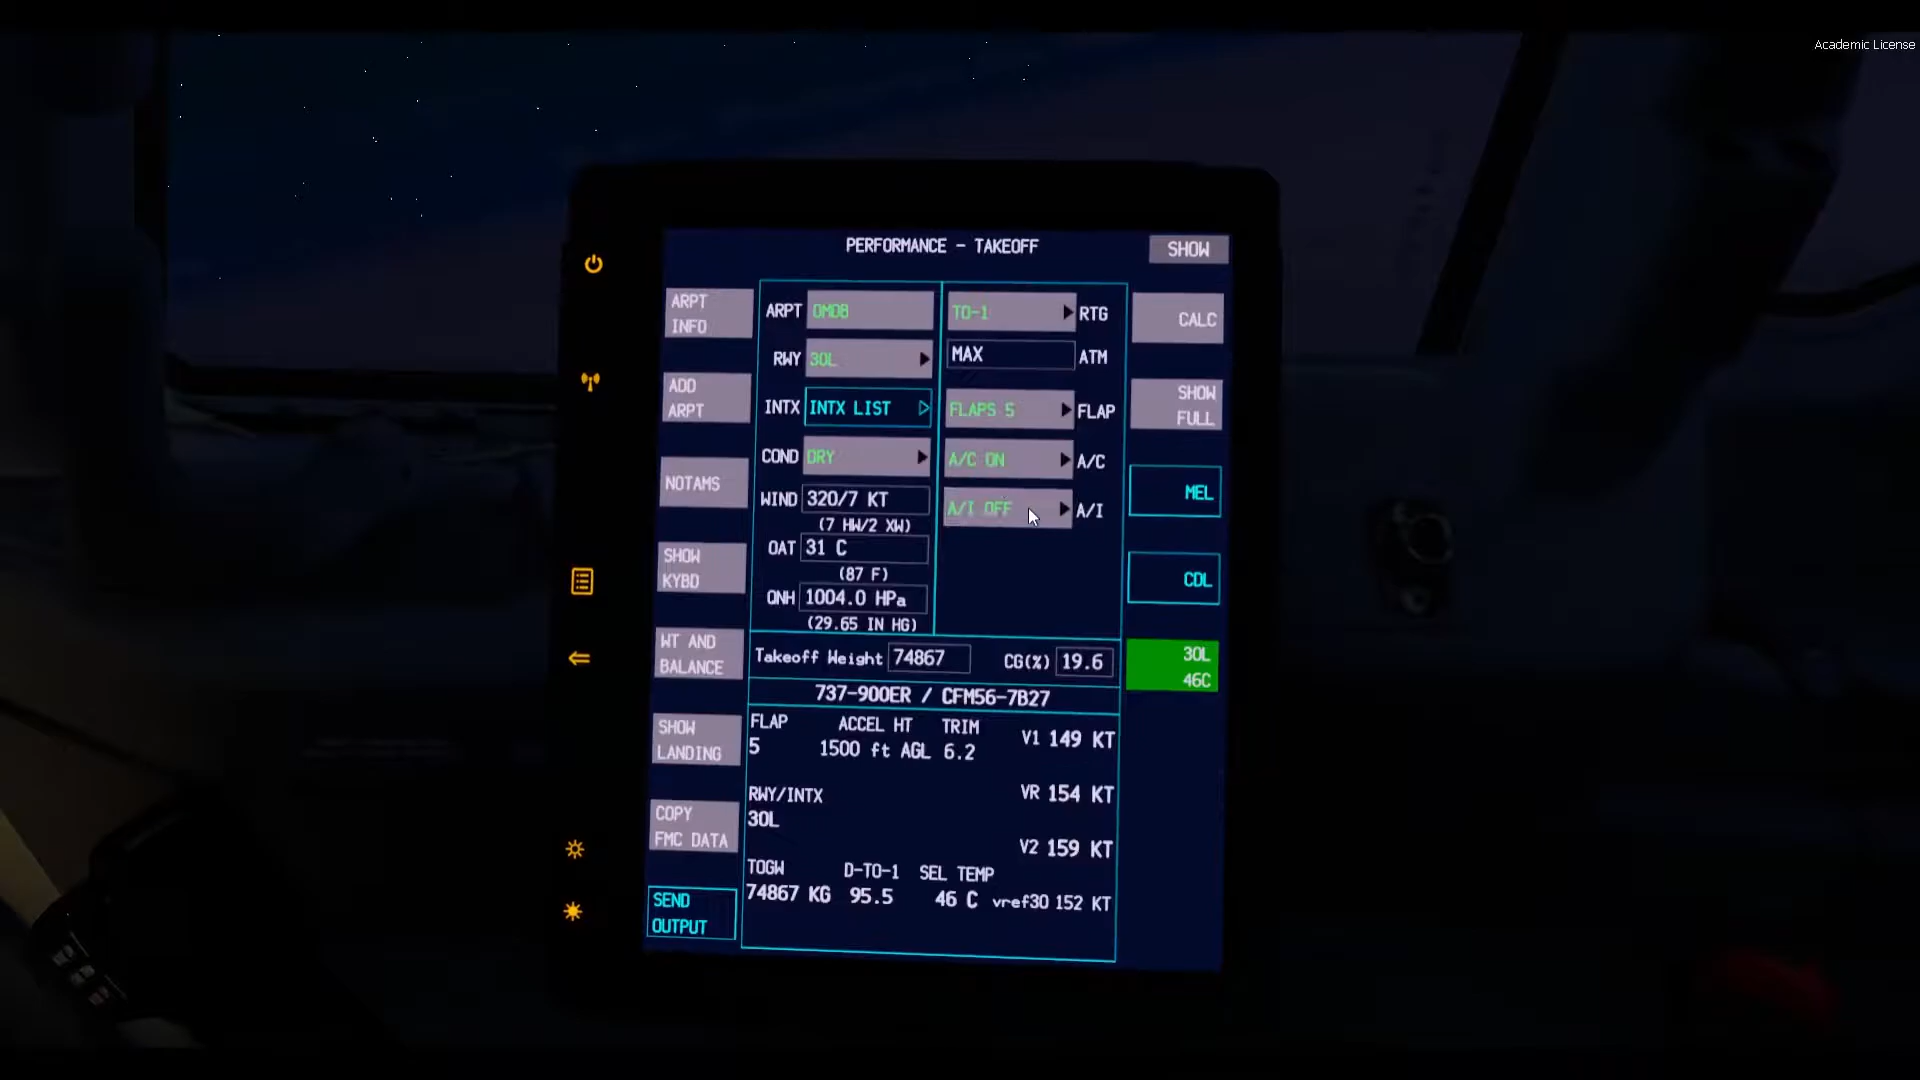 Academic License
PERFORMANCE - TAKEOFF
SHOW
ARPT INFO
ARPT OMDB
TO-1 RTG
CALC
MAX ATM
RWY 30L
ADD ARPT
INTX INTX LIST
FLAPS 5 FLAP
SHOW FULL
COND DRY
A/C ON A/C
NOTAMS
WIND 320/7 KT
(7 HW/2 XW)
A/I OFF A/I
MEL
OAT 31 C
(87 F)
SHOW KYBD
QNH 1004.0 HPa
(29.65 IN HG)
CDL
WT AND BALANCE
Takeoff Weight 74867 CG(%) 19.6
30L
46C
737-900ER / CFM56-7B27
SHOW LANDING
FLAP ACCEL HT TRIM
5 1500 ft AGL 6.2
V1 149 KT
RWY/INTX
30L
VR 154 KT
COPY FMC DATA
V2 159 KT
TOGW D-TO-1 SEL TEMP
74867 KG 95.5 46 C vref30 152 KT
SEND OUTPUT